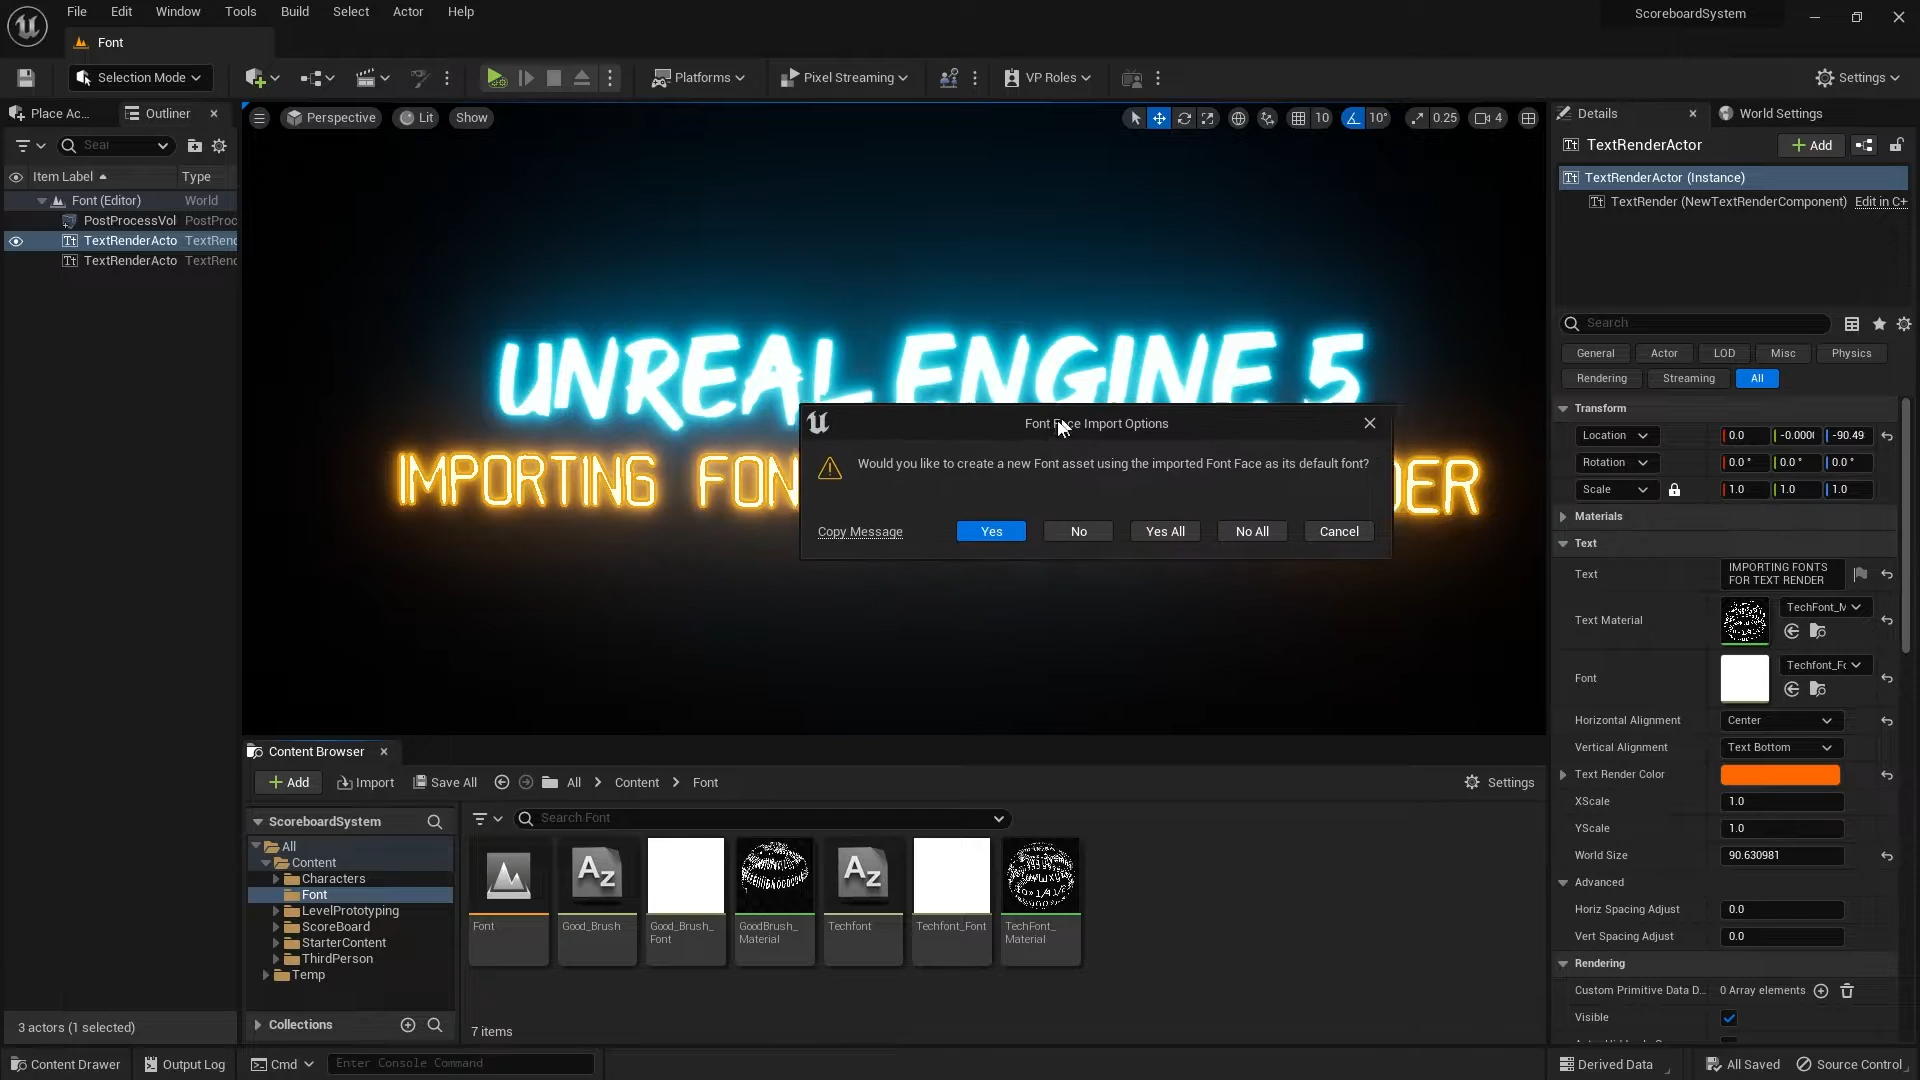 File Edit Window Tools Build Select Actor Help
ScoreboardSystem
Font
Selection Mode
Platforms
Pixel Streaming
VP Roles
Settings
Place Ac...
Outliner
Perspective
Lit
Show
10
10°
0.25
4
Details
World Settings
Sear
TextRenderActor
Add
Item Label
Type
TextRenderActor (Instance)
Font (Editor)
World
TextRender (NewTextRenderComponent)
Edit in C+
PostProcessVol
PostProc
TextRenderActo
TextRend
TextRenderActo
TextRend
UNREAL ENGINE 5
IMPORTING FON
DER
Font Face Import Options
Would you like to create a new Font asset using the imported Font Face as its default font?
Copy Message
Yes
No
Yes All
No All
Cancel
Search
General
Actor
LOD
Misc
Physics
Rendering
Streaming
All
Transform
Location
0.0
-0.000(
-90.49
Rotation
0.0 °
0.0 °
0.0 °
Scale
1.0
1.0
1.0
Materials
Text
Text
IMPORTING FONTS
FOR TEXT RENDER
Text Material
TechFont_M
Font
Techfont_Fc
Horizontal Alignment
Center
Vertical Alignment
Text Bottom
Text Render Color
XScale
1.0
YScale
1.0
World Size
90.630981
Advanced
Horiz Spacing Adjust
0.0
Vert Spacing Adjust
0.0
Rendering
Custom Primitive Data D...
0 Array elements
Visible
Content Browser
Add
Import
Save All
All
Content
Font
Settings
ScoreboardSystem
Search Font
All
Content
Characters
Font
LevelPrototyping
ScoreBoard
StarterContent
ThirdPerson
Temp
Font
Good_Brush
Good_Brush_
Font
GoodBrush_
Material
Techfont
Techfont_Font
TechFont_
Material
3 actors (1 selected)
Collections
7 items
Content Drawer
Output Log
Cmd
Enter Console Command
Derived Data
All Saved
Source Control